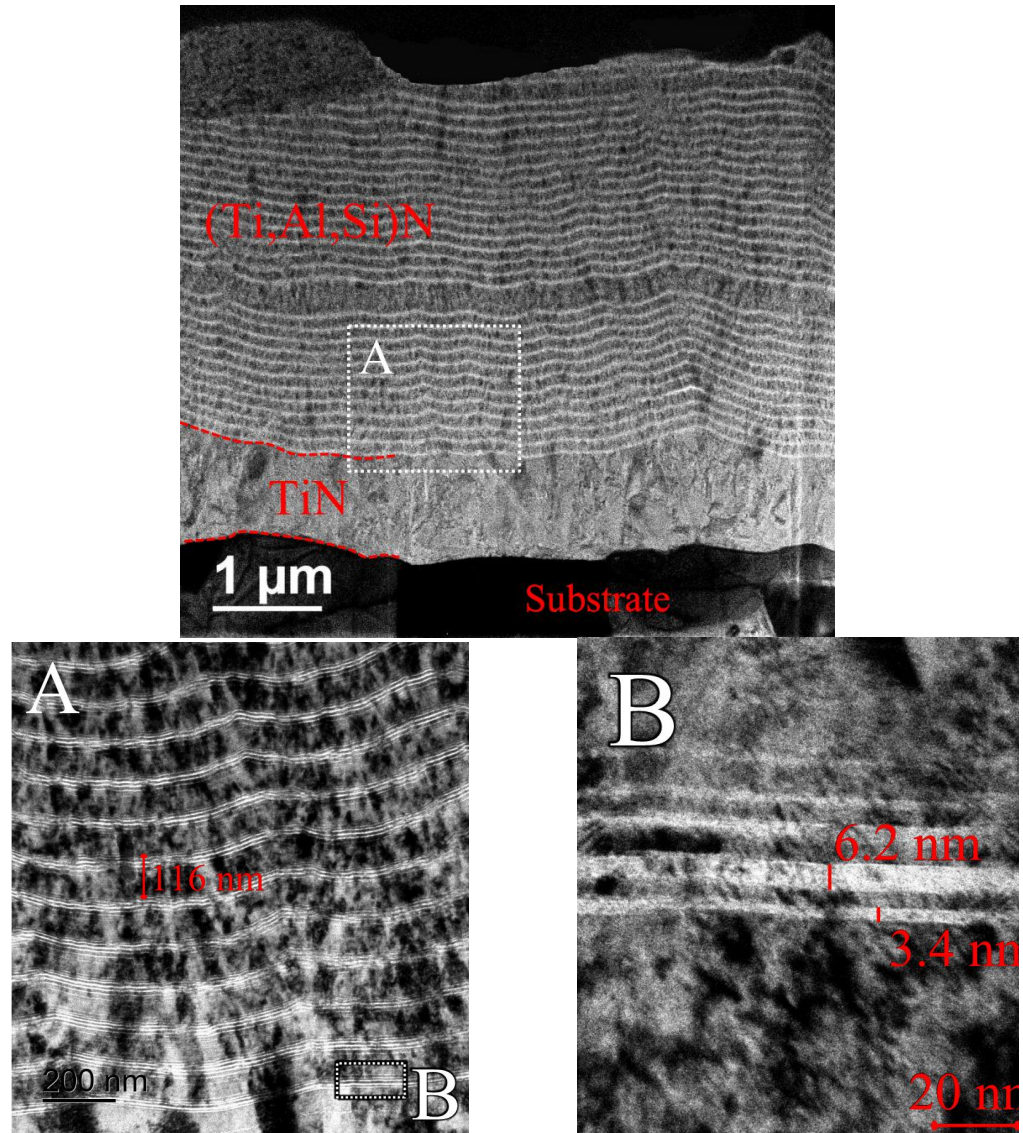 (Ti,Al,Si)N
A
TiN
1 µm
Substrate
A
116 nm
200 nm
B
B
6.2 nm
3.4 nm
20 nm